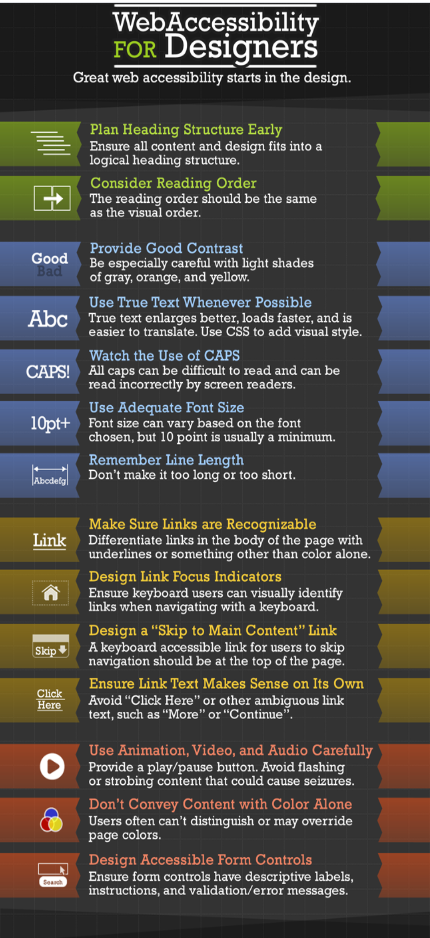 WebAccessibility
FOR Designers
Great web accessibility starts in the design.
Plan Heading Structure Early
Ensure all content and design fits into a
logical heading structure.
Consider Reading Order
The reading order should be the same
as the visual order.
Good
Bad
Provide Good Contrast
Be especially careful with light shades
of gray, orange, and yellow.
Abc
Use True Text Whenever Possible
True text enlarges better, loads faster, and is
easier to translate. Use CSS to add visual style.
CAPS!
Watch the Use of CAPS
All caps can be difficult to read and can be
read incorrectly by screen readers.
10pt+
Use Adequate Font Size
Font size can vary based on the font
chosen, but 10 point is usually a minimum.
Abcdefg
Remember Line Length
Don't make it too long or too short.
Link
Make Sure Links are Recognizable
Differentiate links in the body of the page with
underlines or something other than color alone.
Design Link Focus Indicators
Ensure keyboard users can visually identify
links when navigating with a keyboard.
Skip
Design a “Skip to Main Content” Link
A keyboard accessible link for users to skip
navigation should be at the top of the page.
Click
Here
Ensure Link Text Makes Sense on Its Own
Avoid “Click Here” or other ambiguous link
text, such as “More” or “Continue”.
Use Animation, Video, and Audio Carefully
Provide a play/pause button. Avoid flashing
or strobing content that could cause seizures.
Don't Convey Content with Color Alone
Users often can't distinguish or may override
page colors.
Search
Design Accessible Form Controls
Ensure form controls have descriptive labels,
instructions, and validation/error messages.